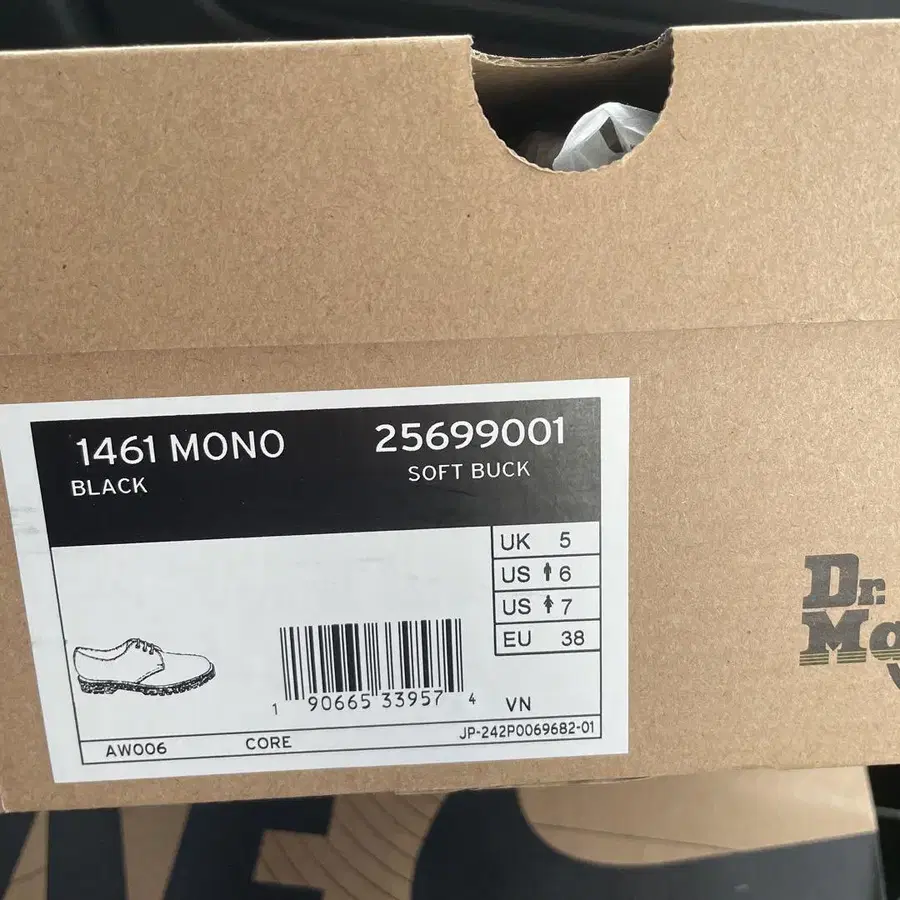 1461 MONO
25699001
BLACK
SOFT BUCK
UK 5
US 6
US 7
EU 38
1 90665 33957 4
VN
JP-242P0069682-01
AW006
CORE
Dr.